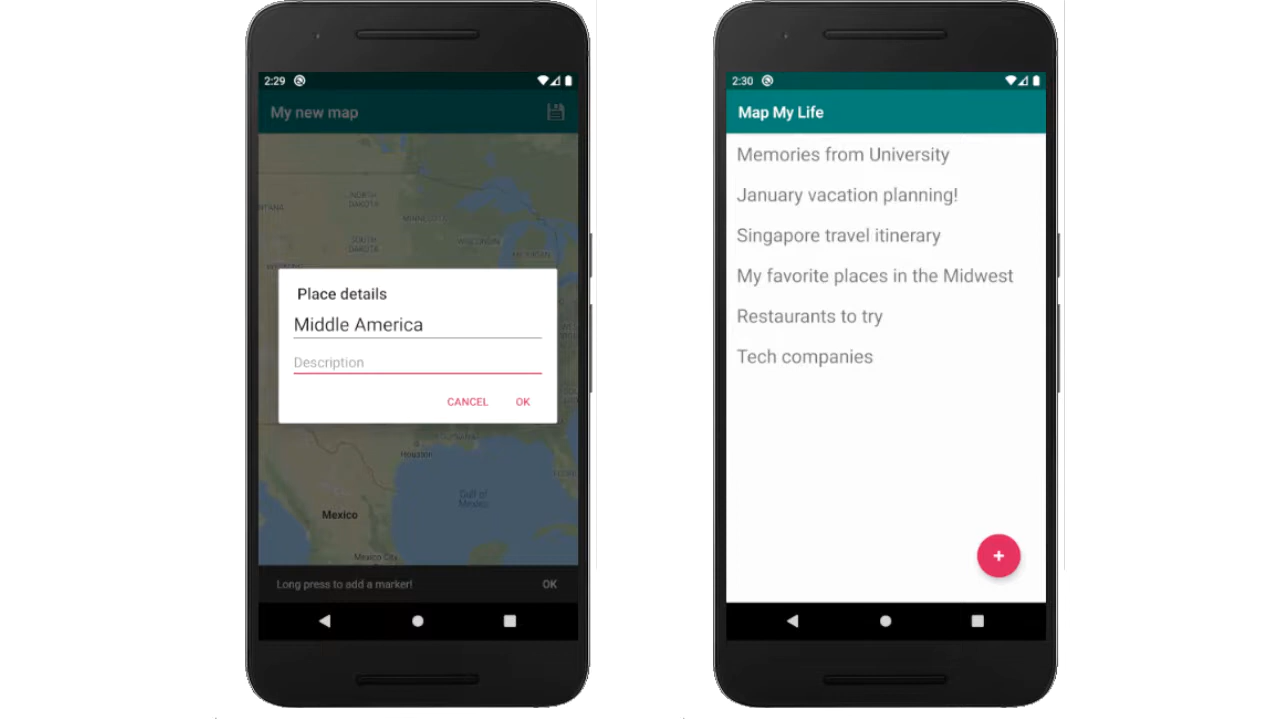 2:29
My new map
NORTH
DAKOTA
MINNESOTA
SOUTH
DAKOTA
WISCONSIN
MICHIGAN
Place details
Middle America
Description
CANCEL
OK
Houston
Gulf of
Mexico
Mexico
Mexico City
Long press to add a marker!
OK
2:30
Map My Life
Memories from University
January vacation planning!
Singapore travel itinerary
My favorite places in the Midwest
Restaurants to try
Tech companies
+